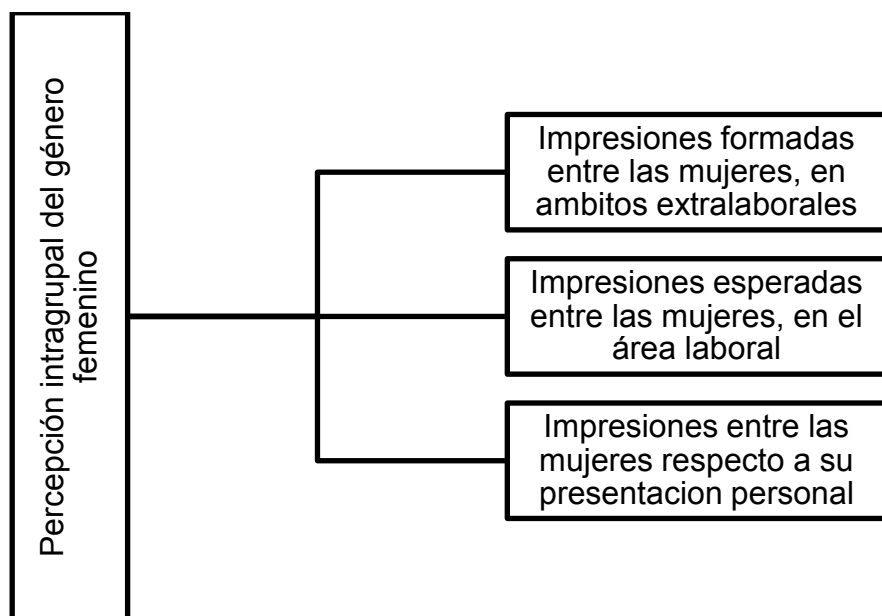 Percepción intragrupal del género
femenino
Impresiones formadas
entre las mujeres, en
ambitos extralaborales
Impresiones esperadas
entre las mujeres, en el
área laboral
Impresiones entre las
mujeres respecto a su
presentacion personal